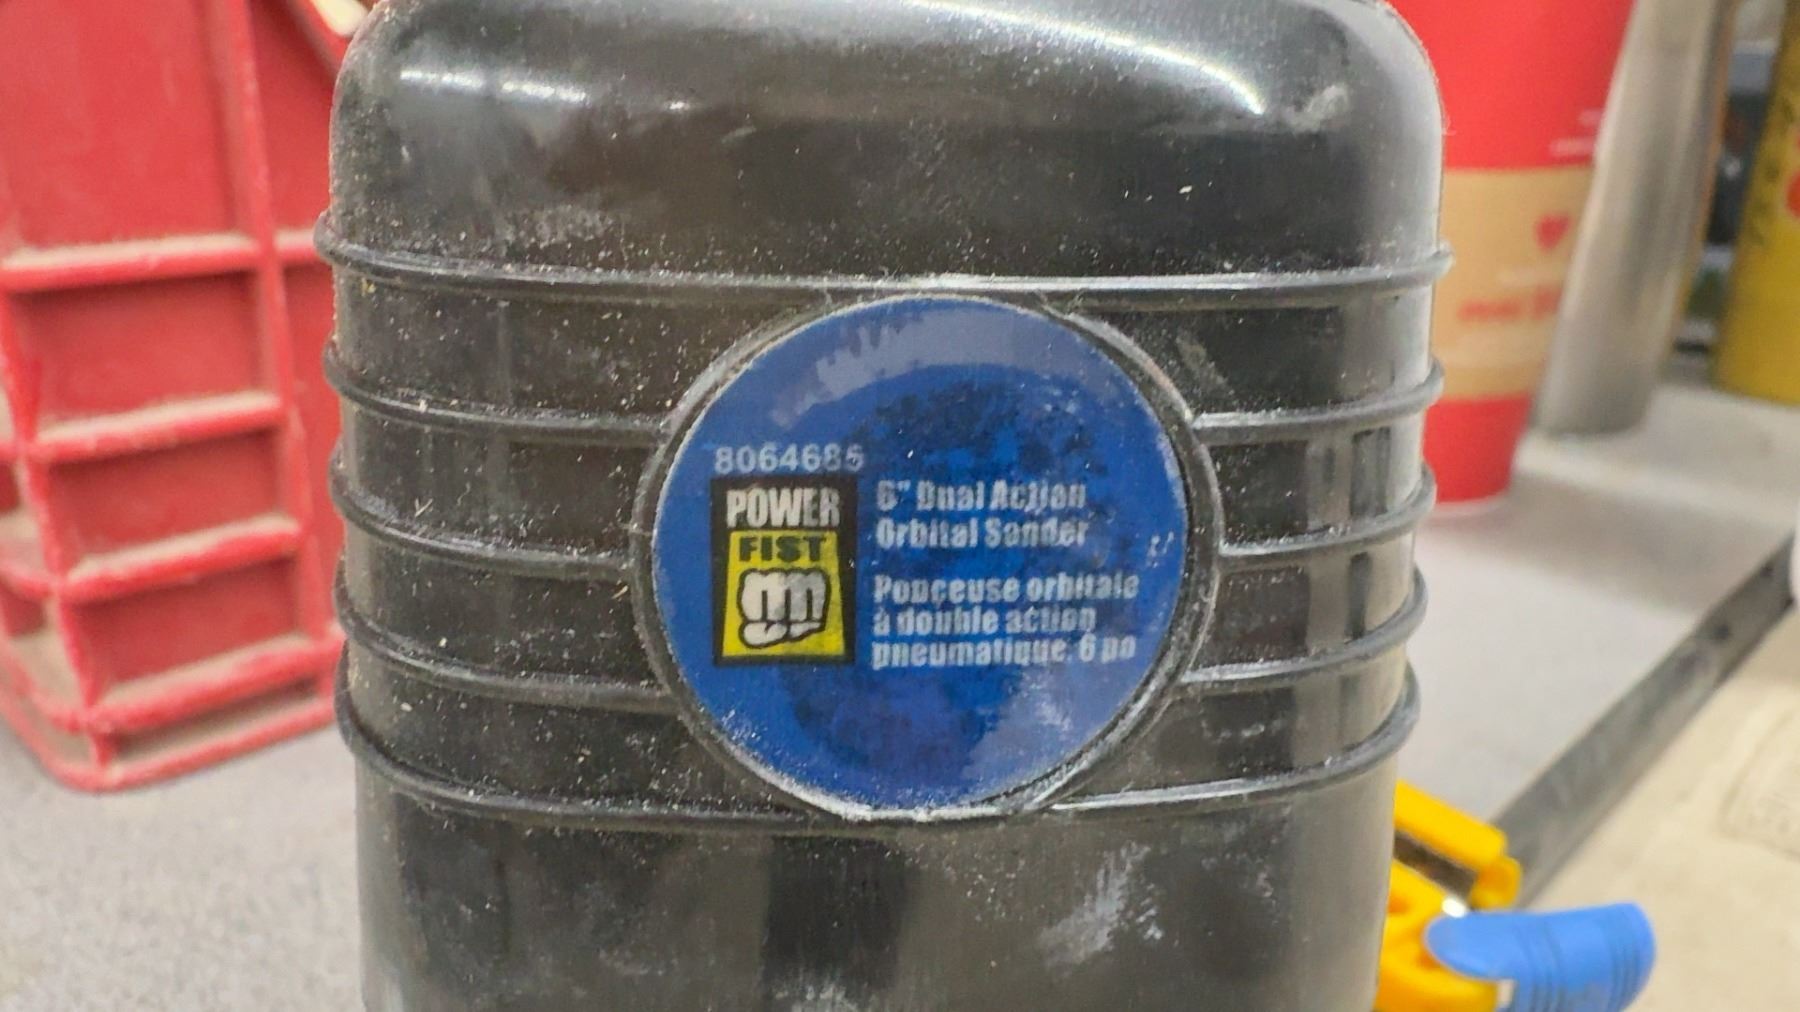 8064685
POWER
FIST
6" Dual Action
Orbital Sander
Ponceuse orbitale
à double action
pneumatique, 6 po